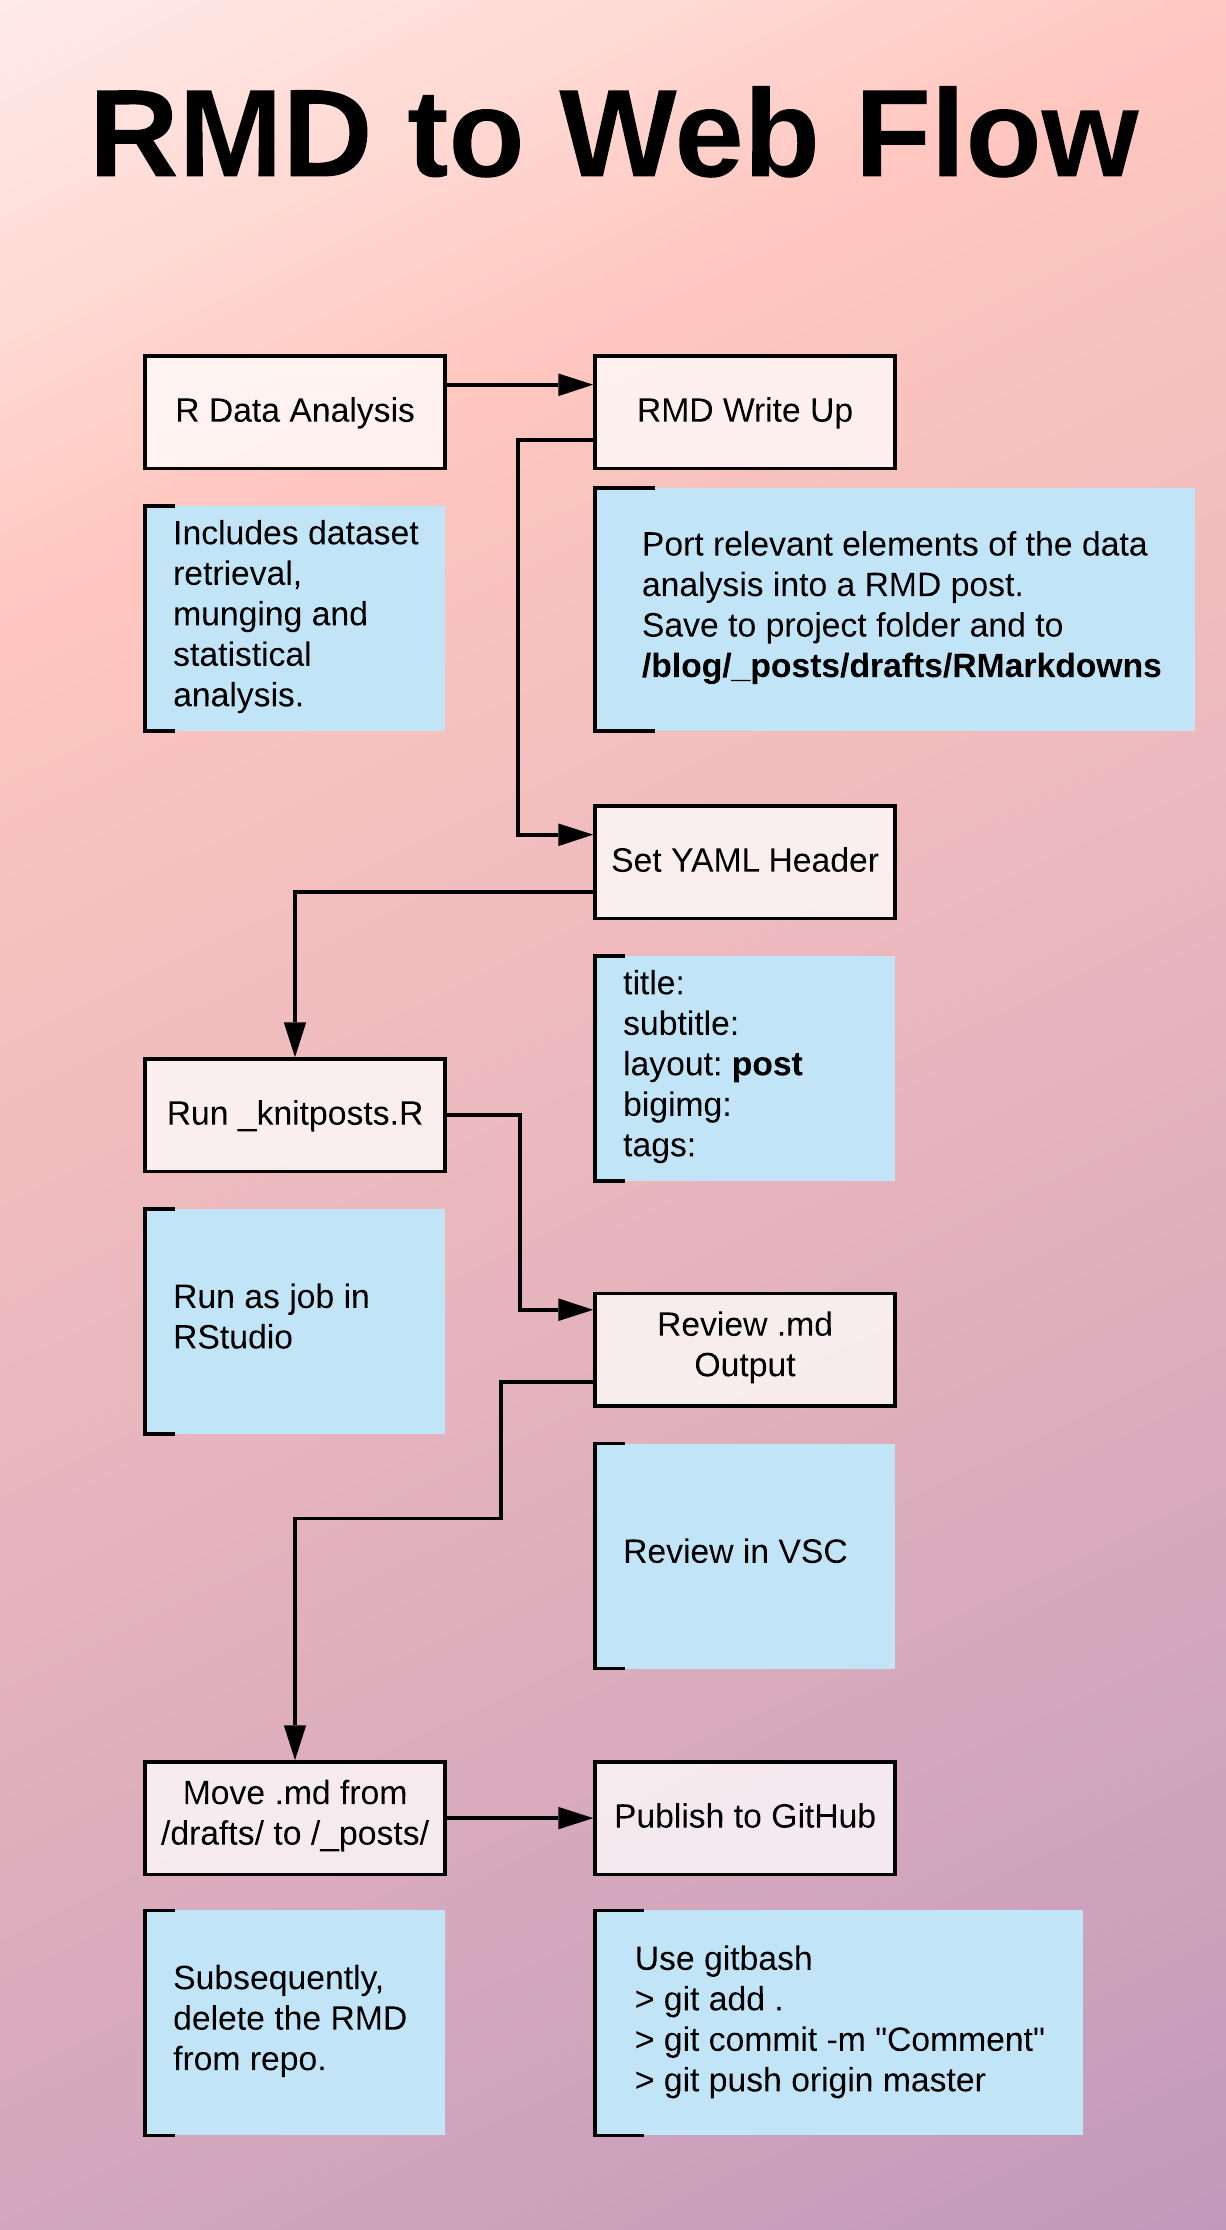 RMD to Web Flow
R Data Analysis
RMD Write Up
Includes dataset
retrieval,
munging and
statistical
analysis.
Port relevant elements of the data
analysis into a RMD post.
Save to project folder and to
/blog/_posts/drafts/RMarkdowns
Set YAML Header
title:
subtitle:
layout: post
bigimg:
tags:
Run _knitposts.R
Run as job in
RStudio
Review .md
Output
Review in VSC
Move .md from
/drafts/ to /_posts/
Publish to GitHub
Subsequently,
delete the RMD
from repo.
Use gitbash
> git add .
> git commit -m "Comment"
> git push origin master